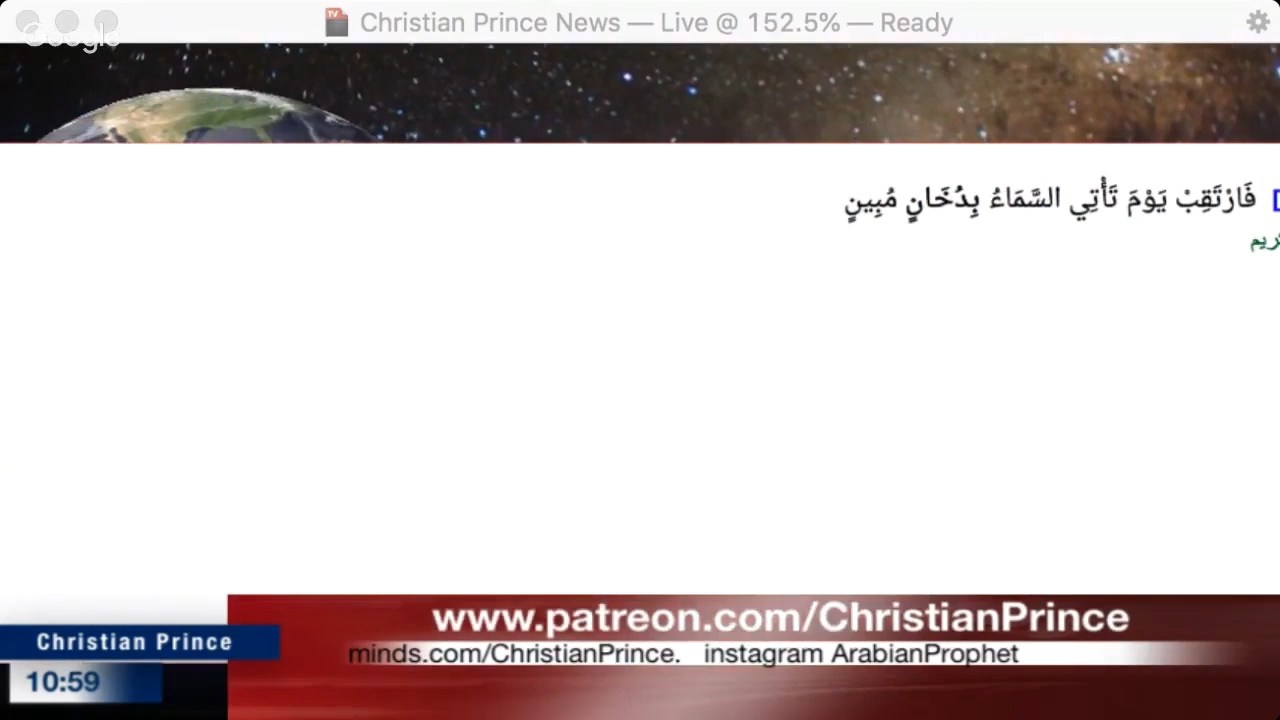 Christian Prince News — Live @ 152.5% — Ready
Google
فَارْتَقِبْ يَوْمَ تَأْتِي السَّمَاءُ بِدُخَانٍ مُبِينٍ
www.patreon.com/ChristianPrince
Christian Prince
minds.com/ChristianPrince. instagram ArabianProphet
10:59